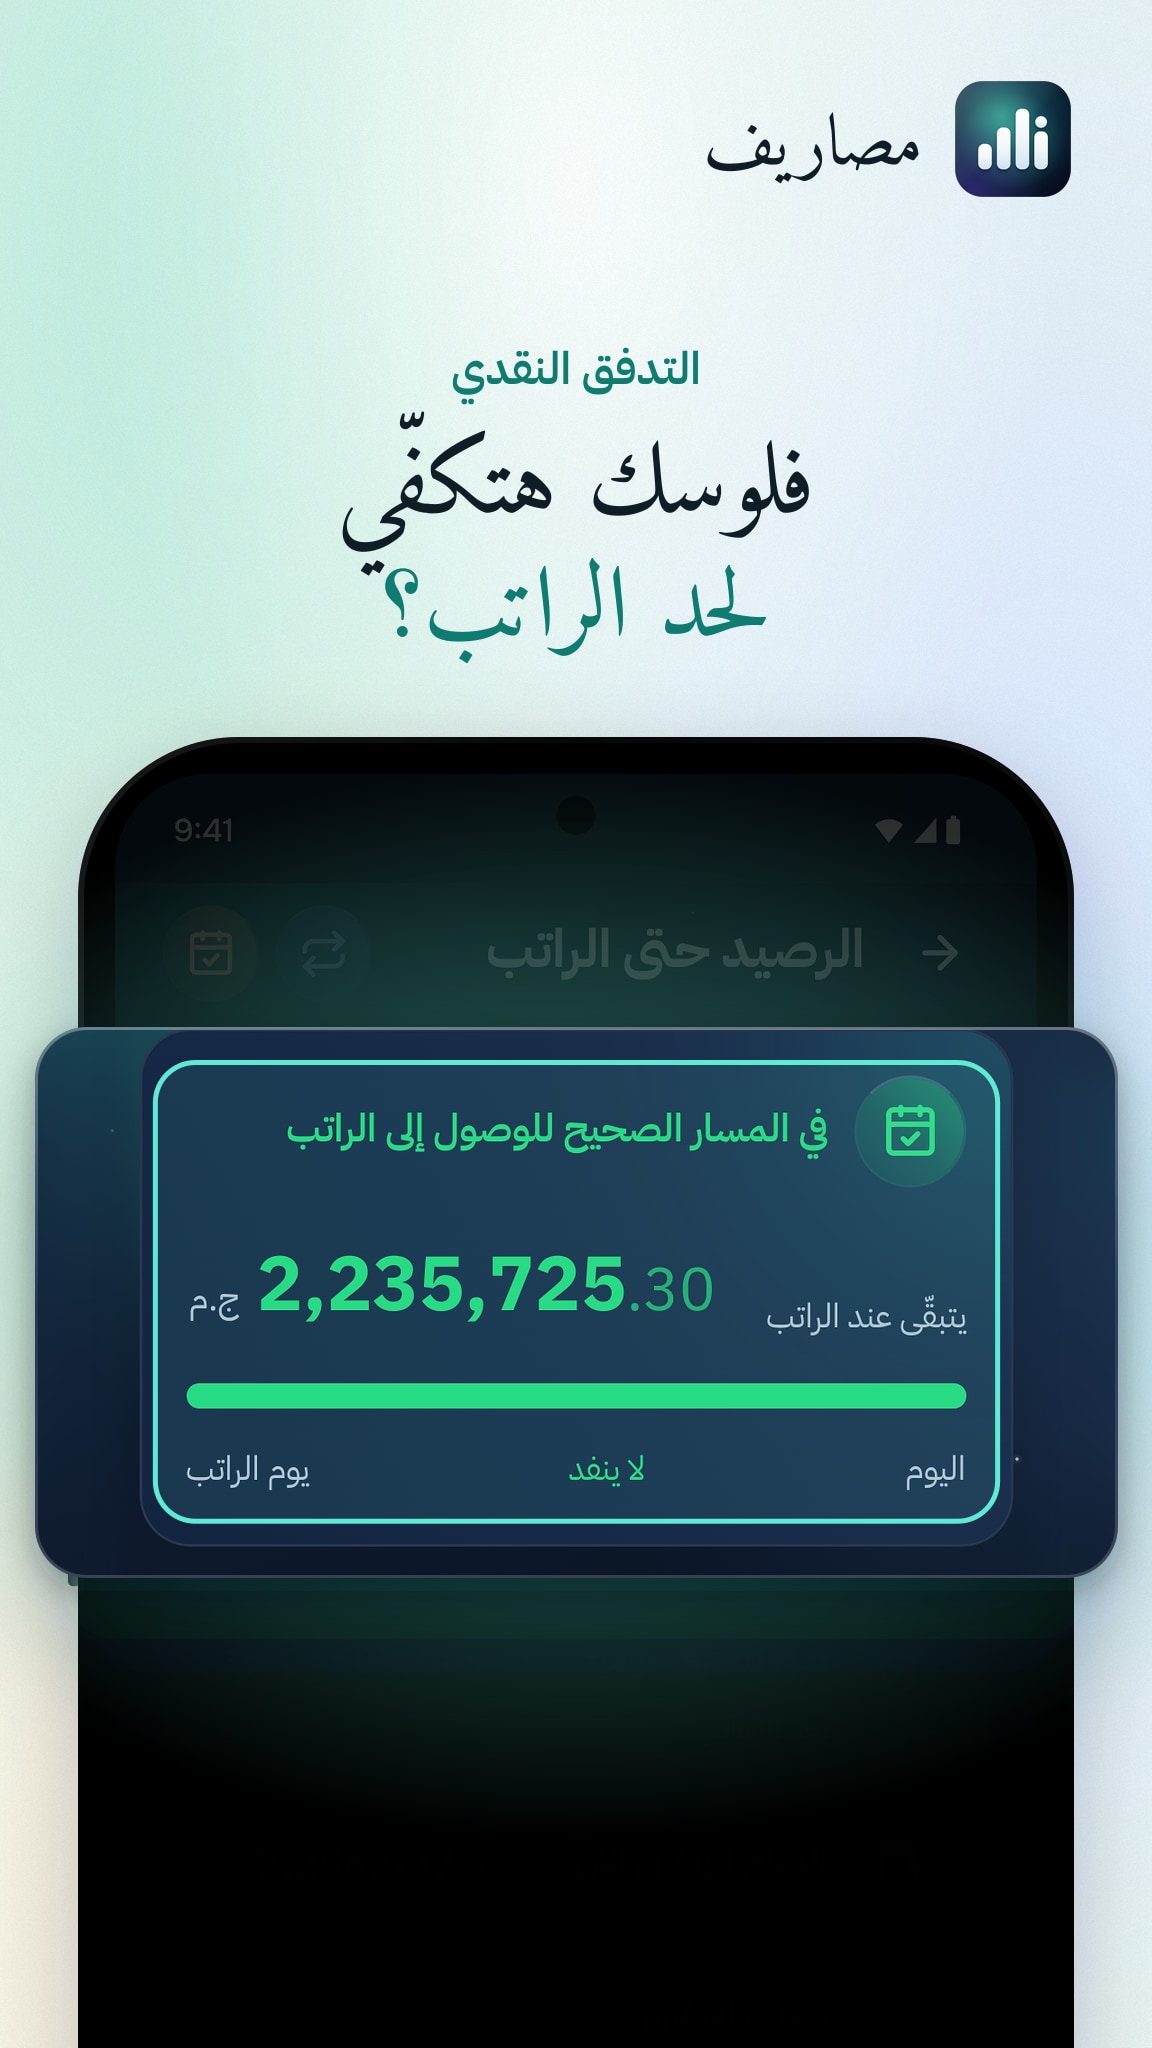 مصاريف
التدفق النقدي
فلوسك هتكفّي
لحد الراتب؟
9:41
الرصيد حتى الراتب
في المسار الصحيح للوصول إلى الراتب
يتبقّى عند الراتب 2,235,725.30 ج.م
اليوم لا ينفد يوم الراتب